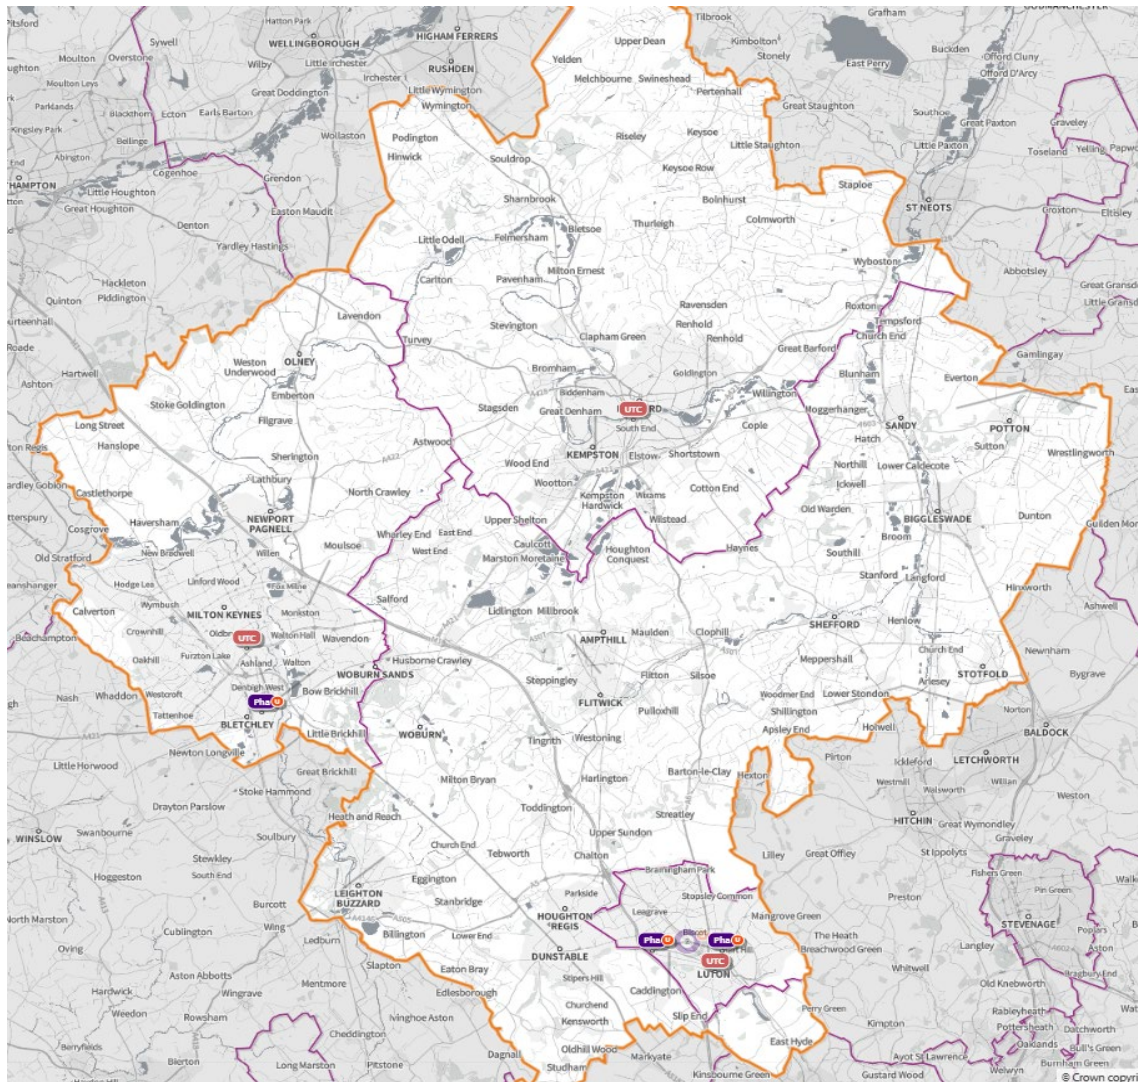 Pitsford
Sywell
Hatton Park
WELLINGBOROUGH
HIGHAM FERRERS
Tilbrook
Grafham
Buckden
Offord Cluny
Moulton
Overstone
Wilby
Little Irchester
Irchester
RUSHDEN
Upper Dean
Yelden
Kimbolton
Stonely
East Perry
Offord D'Arcy
Moulton Leys
Great Doddington
Little Wymington
Wymington
Melchbourne
Swineshead
Pertenhall
Great Staughton
Southoe
Great Paxton
Graveley
Parklands
Blackthorn
Ecton
Earls Barton
Kingsley Park
Bellinge
Wollaston
Podington
Riseley
Keysoe
Little Staughton
Little Paxton
Toseland
Yelling
Abington
Billing
Cogenhoe
Hinwick
Souldrop
Keysoe Row
Grendon
Little Houghton
Great Houghton
Sharnbrook
Bolnhurst
Staploe
ST NEOTS
Croxton
Eltisley
Easton Maudit
Denton
Little Odell
Felmersham
Bletsoe
Thurleigh
Colmworth
Yardley Hastings
Hackleton
Piddington
Quinton
Carlton
Pavenham
Milton Ernest
Wyboston
Abbotsley
Lavendon
Ravensden
Roxton
Roade
Stevington
Renhold
Tempsford
Church End
Hartwell
Turvey
Clapham Green
Renhold
Great Barford
Gamlingay
Ashton
Weston Underwood
OLNEY
Bromham
Goldington
Blunham
Everton
Emberton
Biddenham
Willington
Stoke Goldington
Stagsden
Great Denham
UTC
Moggerhanger
Long Street
Filgrave
South End
Cople
SANDY
POTTON
Hanslope
Astwood
KEMPSTON
Elstow
Shortstown
Hatch
Sutton
Wrestlingworth
Sherington
Wood End
Northill
Lower Caldecote
Lathbury
Wootton
Ickwell
Castlethorpe
North Crawley
Kempston Hardwick
Wixams
Cotton End
Old Warden
Dunton
Cosgrove
Haversham
NEWPORT PAGNELL
Upper Shelton
Wilstead
BIGGLESWADE
Broom
Old Stratford
New Bradwell
Willen
Moulsoe
Wharley End
East End
Caulcott
Houghton Conquest
Haynes
Southill
West End
Marston Moretaine
Hodge Lea
Linford Wood
Fox Milne
Salford
Stanford
Langford
Hinxworth
Calverton
Wymbush
Monkston
Lidlington
Millbrook
Ashwell
Beachampton
MILTON KEYNES
Crownhill
UTC
Walton Hall
Wavendon
AMPTHILL
Maulden
Clophill
SHEFFORD
Henlow
Furzton Lake
Ashland
Walton
Husborne Crawley
Church End
Newnham
Oakhill
WOBURN SANDS
Steppingley
Flitton
Silsoe
Meppershall
STOTFOLD
Bygrave
Nash
Whaddon
Westcroft
Denbigh West
Bow Brickhill
FLITWICK
Woodmer End
Lower Stondon
Arlesey
Pha
U
Tattenhoe
BLETCHLEY
Pulloxhill
Shillington
Norton
Little Brickhill
WOBURN
Westoning
Apsley End
Holwell
BALDOCK
Newton Longville
Tingrith
Little Horwood
Great Brickhill
Milton Bryan
Harlington
Barton-le-Clay
Hexton
Pirton
Ickleford
LETCHWORTH
Stoke Hammond
Westmill
Walsworth
Willian
Weston
Drayton Parslow
Heath and Reach
Toddington
Streatley
HITCHIN
Great Wymondley
WINSLOW
Swanbourne
Soulbury
Upper Sundon
Graveley
Church End
Tebworth
Chalton
Lilley
Great Offley
St Ippolyts
Stewkley
South End
Eggington
Bramingham Park
Fishers Green
Hoggeston
LEIGHTON BUZZARD
Stanbridge
Parkside
Stopsley Common
Preston
Pin Green
Burcott
HOUGHTON REGIS
Leagrave
Mangrove Green
STEVENAGE
North Marston
Cublington
Wing
Billington
Lower End
Pha
U
Pha
U
The Heath
Breachwood Green
Langley
Poplars
Aston
Oving
Ledburn
DUNSTABLE
UTC
LUTON
Aston Abbotts
Slapton
Eaton Bray
Stipers Hill
Whitwell
Bragbury End
Hardwick
Wingrave
Mentmore
Edlesborough
Caddington
Old Knebworth
Weedon
Rowsham
Ivinghoe Aston
Churchend
Kensworth
Slip End
Perry Green
Kimpton
Rableyheath
Cheddington
East Hyde
Pottersheath
Datchworth
Berryfields
Bierton
Long Marston
Pitstone
Dagnall
Oldhill Wood
Markyate
Ayot St Lawrence
Oaklands
Bull's Green
Studham
Kinsbourne Green
Gustard Wood
Welwyn
Burnham Green
© Crown copyri